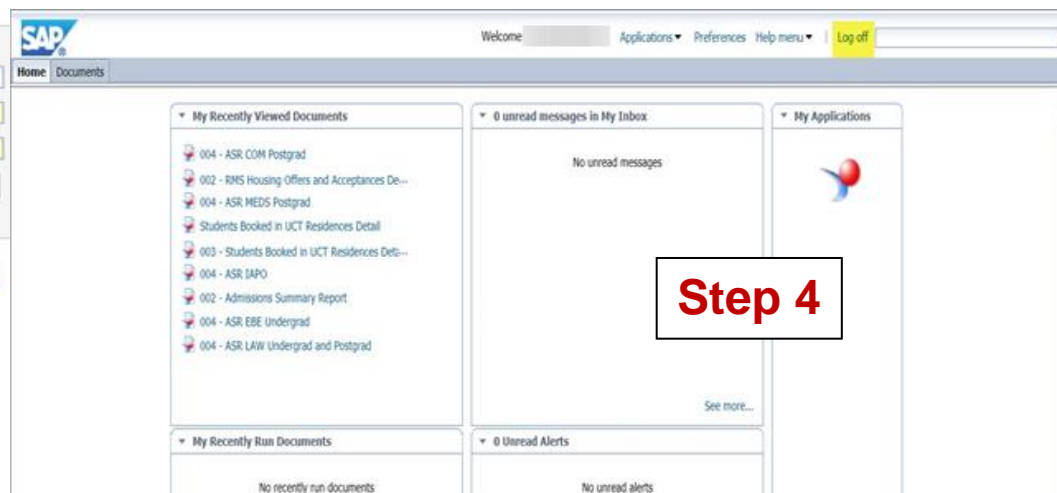 SAP
Welcome Applications Preferences Help menu | Log off
Home Documents
My Recently Viewed Documents
004 - ASR COM Postgrad
002 - RMS Housing Offers and Acceptances De...
004 - ASR MEDS Postgrad
Students Booked in UCT Residences Detail
003 - Students Booked in UCT Residences Deta...
004 - ASR IAPO
002 - Admissions Summary Report
004 - ASR EBE Undergrad
004 - ASR LAW Undergrad and Postgrad
0 unread messages in My Inbox
No unread messages
See more...
My Applications
Step 4
My Recently Run Documents
No recently run documents
0 Unread Alerts
No unread alerts